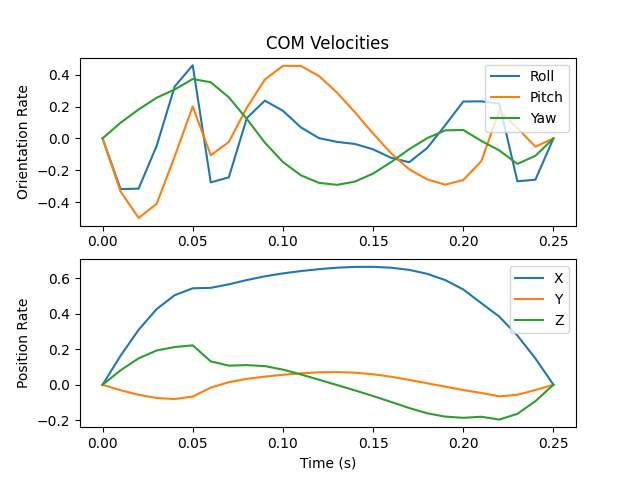 COM Velocities
Orientation Rate
0.4
0.2
0.0
−0.2
−0.4
Roll
Pitch
Yaw
0.00 0.05 0.10 0.15 0.20 0.25
Position Rate
0.6
0.4
0.2
0.0
−0.2
X
Y
Z
0.00 0.05 0.10 0.15 0.20 0.25
Time (s)